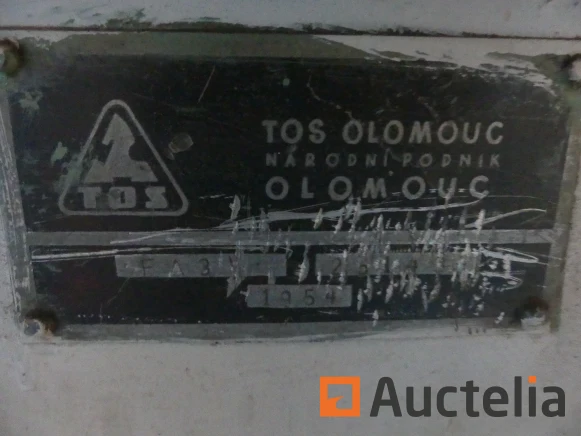 TOS
TOS OLOMOUC
NÁRODNÍ PODNIK
OLOMOUC
1954
Auctelia